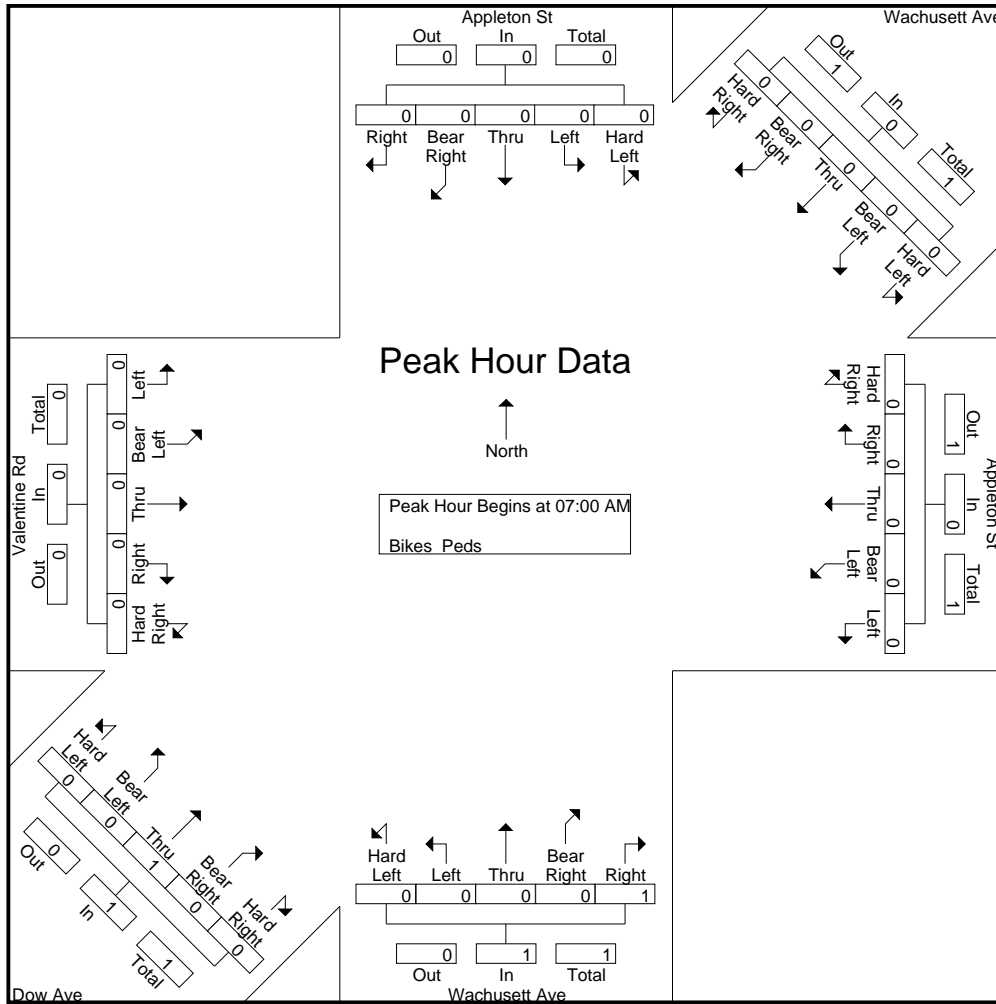 Appleton St
Out In Total
0 0 0
0 0 0 0 0
Right Bear Right Thru Left Hard Left
Wachusett Ave
Out In Total
1 0 1
0 0 0 0 0
Hard Right Bear Right Thru Bear Left Hard Left
Peak Hour Data
North
Peak Hour Begins at 07:00 AM
Bikes Peds
Valentine Rd
Total In Out
0 0 0
0 0 0 0 0
Left Bear Left Thru Right Hard Right
Appleton St
Out In Total
1 0 1
0 0 0 0 0
Hard Right Right Thru Bear Left Left
Hard Left Bear Left Thru Bear Right Hard Right
0 0 1 0 0
0 1 1
Out In Total
Dow Ave
Hard Left Left Thru Bear Right Right
0 0 0 0 1
0 1 1
Out In Total
Wachusett Ave